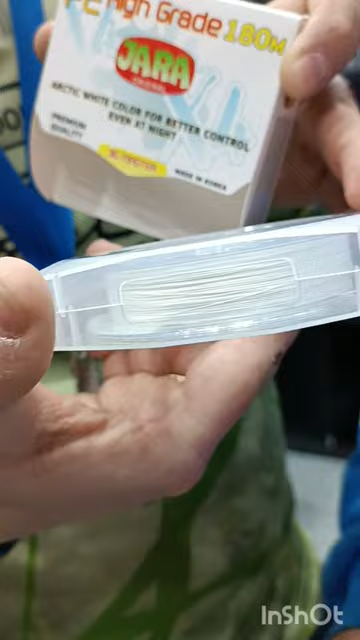 PE High Grade 180M
JARA
ARCTIC WHITE COLOR FOR BETTER CONTROL
EVEN AT NIGHT
PREMIUM
QUALITY
MADE IN KOREA
InShOt